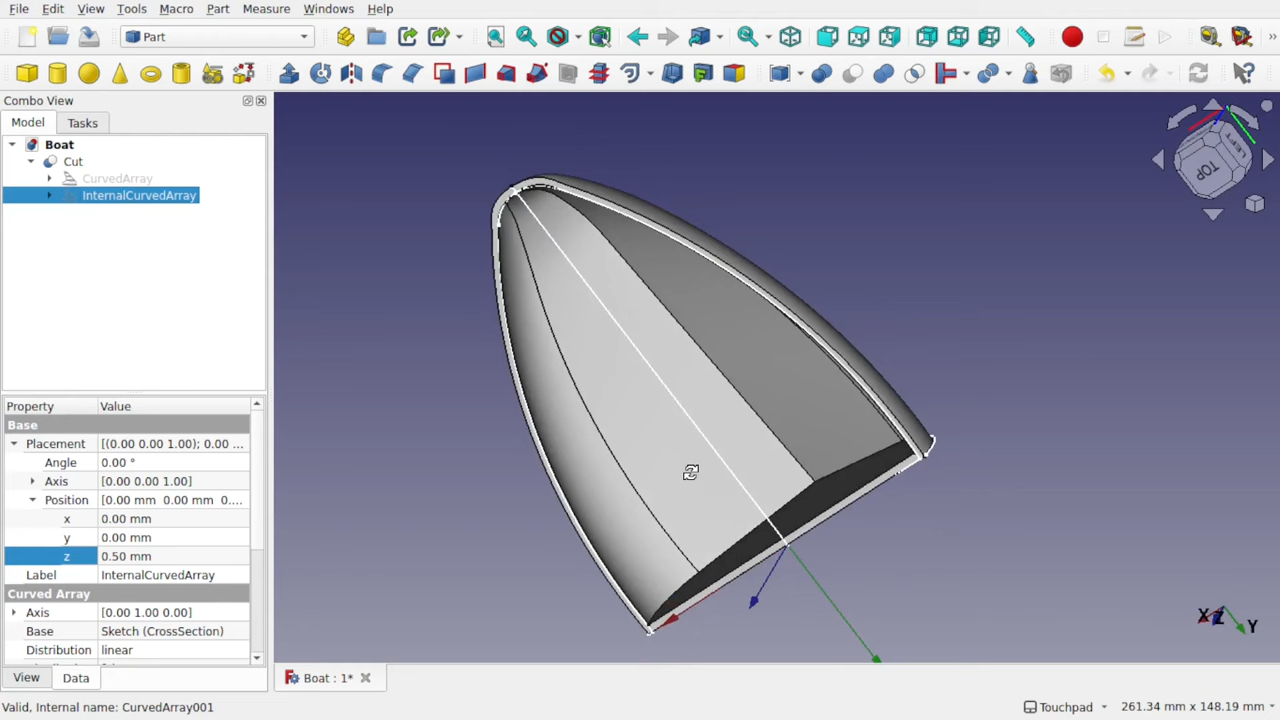 File Edit View Tools Macro Part Measure Windows Help
Part
Combo View
Model Tasks
Boat
Cut
CurvedArray
InternalCurvedArray
Property Value
Base
Placement [(0.00 0.00 1.00); 0.00 ...
Angle 0.00 °
Axis [0.00 0.00 1.00]
Position [0.00 mm 0.00 mm 0....
x 0.00 mm
y 0.00 mm
z 0.50 mm
Label InternalCurvedArray
Curved Array
Axis [0.00 1.00 0.00]
Base Sketch (CrossSection)
Distribution linear
View Data
TOP
LEFT
X Z Y
Boat : 1*
Valid, Internal name: CurvedArray001
Touchpad 261.34 mm x 148.19 mm